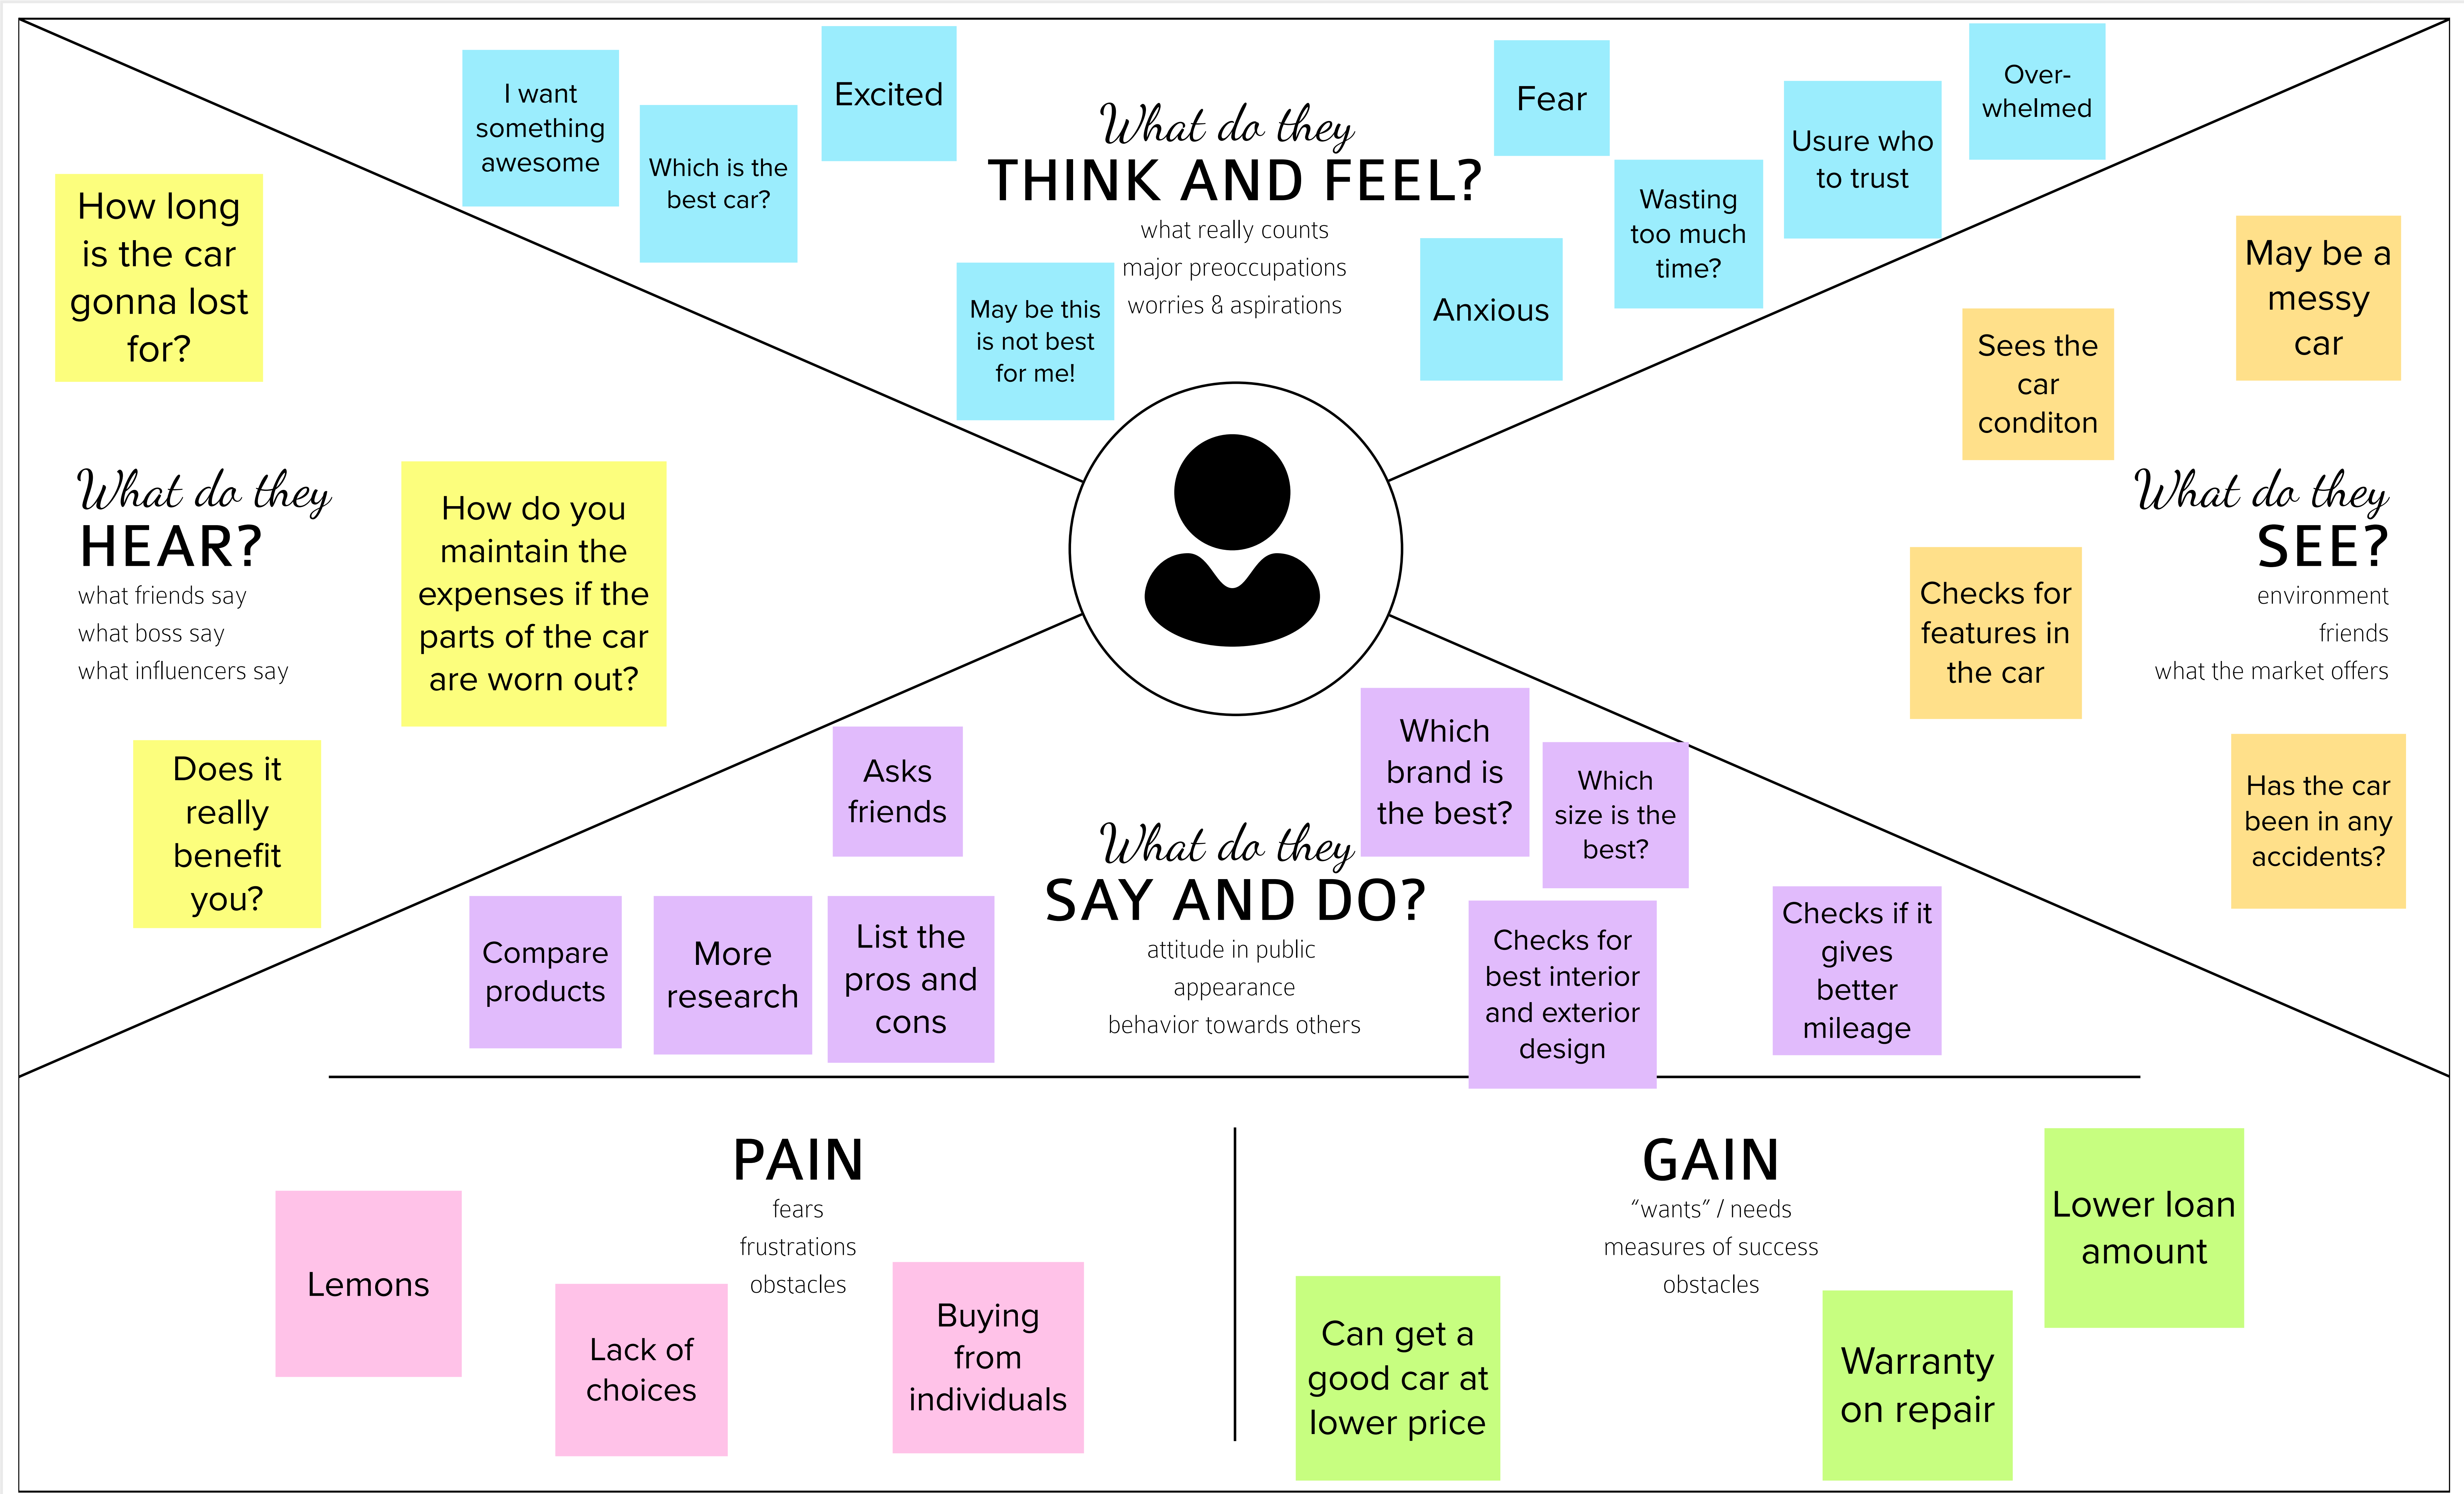 What do they
THINK AND FEEL?
what really counts
major preoccupations
worries & aspirations
I want
something
awesome
Which is the
best car?
Excited
May be this
is not best
for me!
Fear
Anxious
Wasting
too much
time?
Usure who
to trust
Over-
whelmed
What do they
HEAR?
what friends say
what boss say
what influencers say
How long
is the car
gonna lost
for?
How do you
maintain the
expenses if the
parts of the car
are worn out?
Does it
really
benefit
you?
What do they
SEE?
environment
friends
what the market offers
May be a
messy
car
Sees the
car
conditon
Checks for
features in
the car
Has the car
been in any
accidents?
What do they
SAY AND DO?
attitude in public
appearance
behavior towards others
Asks
friends
Compare
products
More
research
List the
pros and
cons
Which
brand is
the best?
Which
size is the
best?
Checks for
best interior
and exterior
design
Checks if it
gives
better
mileage
PAIN
fears
frustrations
obstacles
Lemons
Lack of
choices
Buying
from
individuals
GAIN
“wants” / needs
measures of success
obstacles
Can get a
good car at
lower price
Warranty
on repair
Lower loan
amount